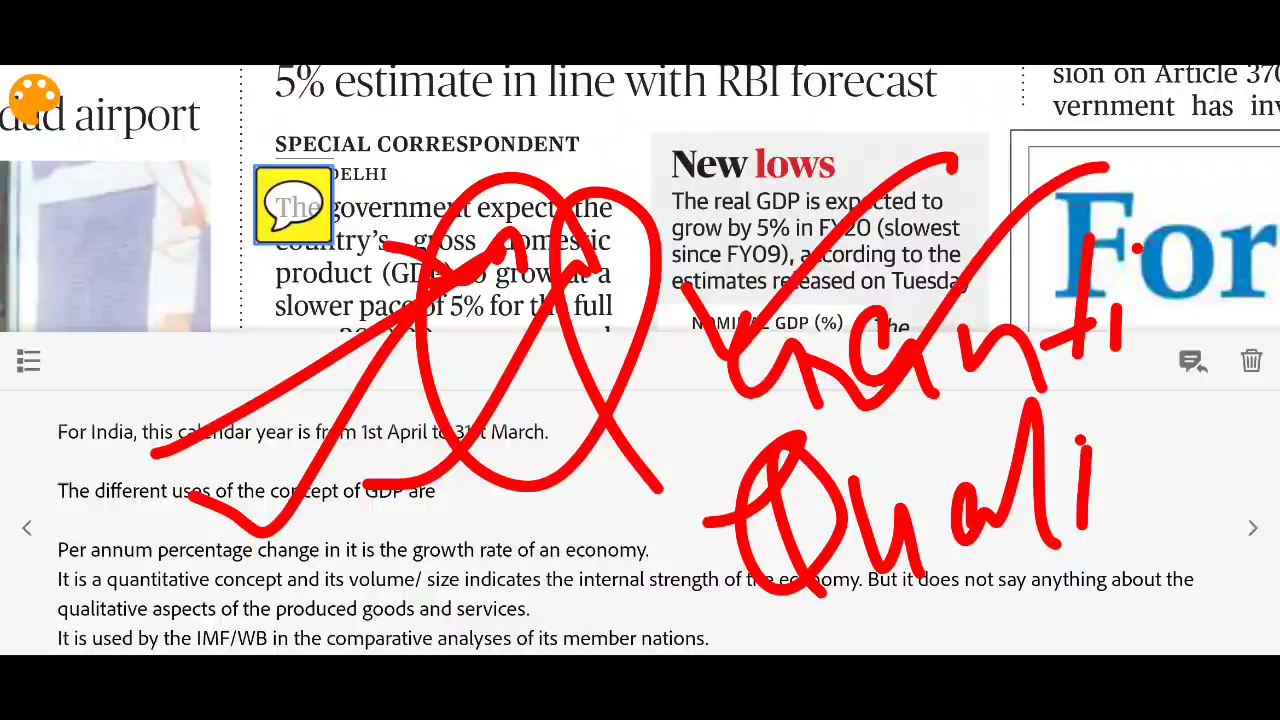 5% estimate in line with RBI forecast
sion on Article 370
vernment has inv
dad airport
SPECIAL CORRESPONDENT
DELHI
The government expects the
country's gross domestic
product (GDP) to grow at a
slower pace of 5% for the full
New lows
The real GDP is expected to
grow by 5% in FY20 (slowest
since FY09), according to the
estimates released on Tuesday
NOMINAL GDP (%) The
For
Quanti
Quali
For India, this calendar year is from 1st April to 31st March.
The different uses of the concept of GDP are
Per annum percentage change in it is the growth rate of an economy.
It is a quantitative concept and its volume/ size indicates the internal strength of the economy. But it does not say anything about the
qualitative aspects of the produced goods and services.
It is used by the IMF/WB in the comparative analyses of its member nations.